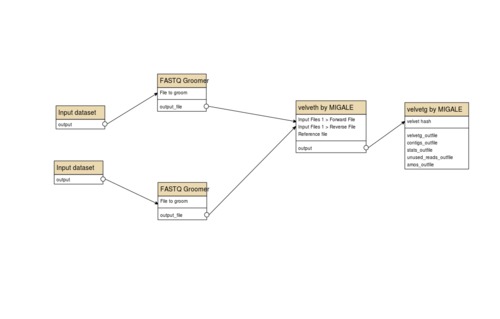 Input dataset
output
FASTQ Groomer
File to groom
output_file
Input dataset
output
FASTQ Groomer
File to groom
output_file
velveth by MIGALE
Input Files 1 > Forward File
Input Files 1 > Reverse File
Reference file
output
velvetg by MIGALE
velvet hash
velvetg_outfile
contigs_outfile
stats_outfile
unused_reads_outfile
amos_outfile